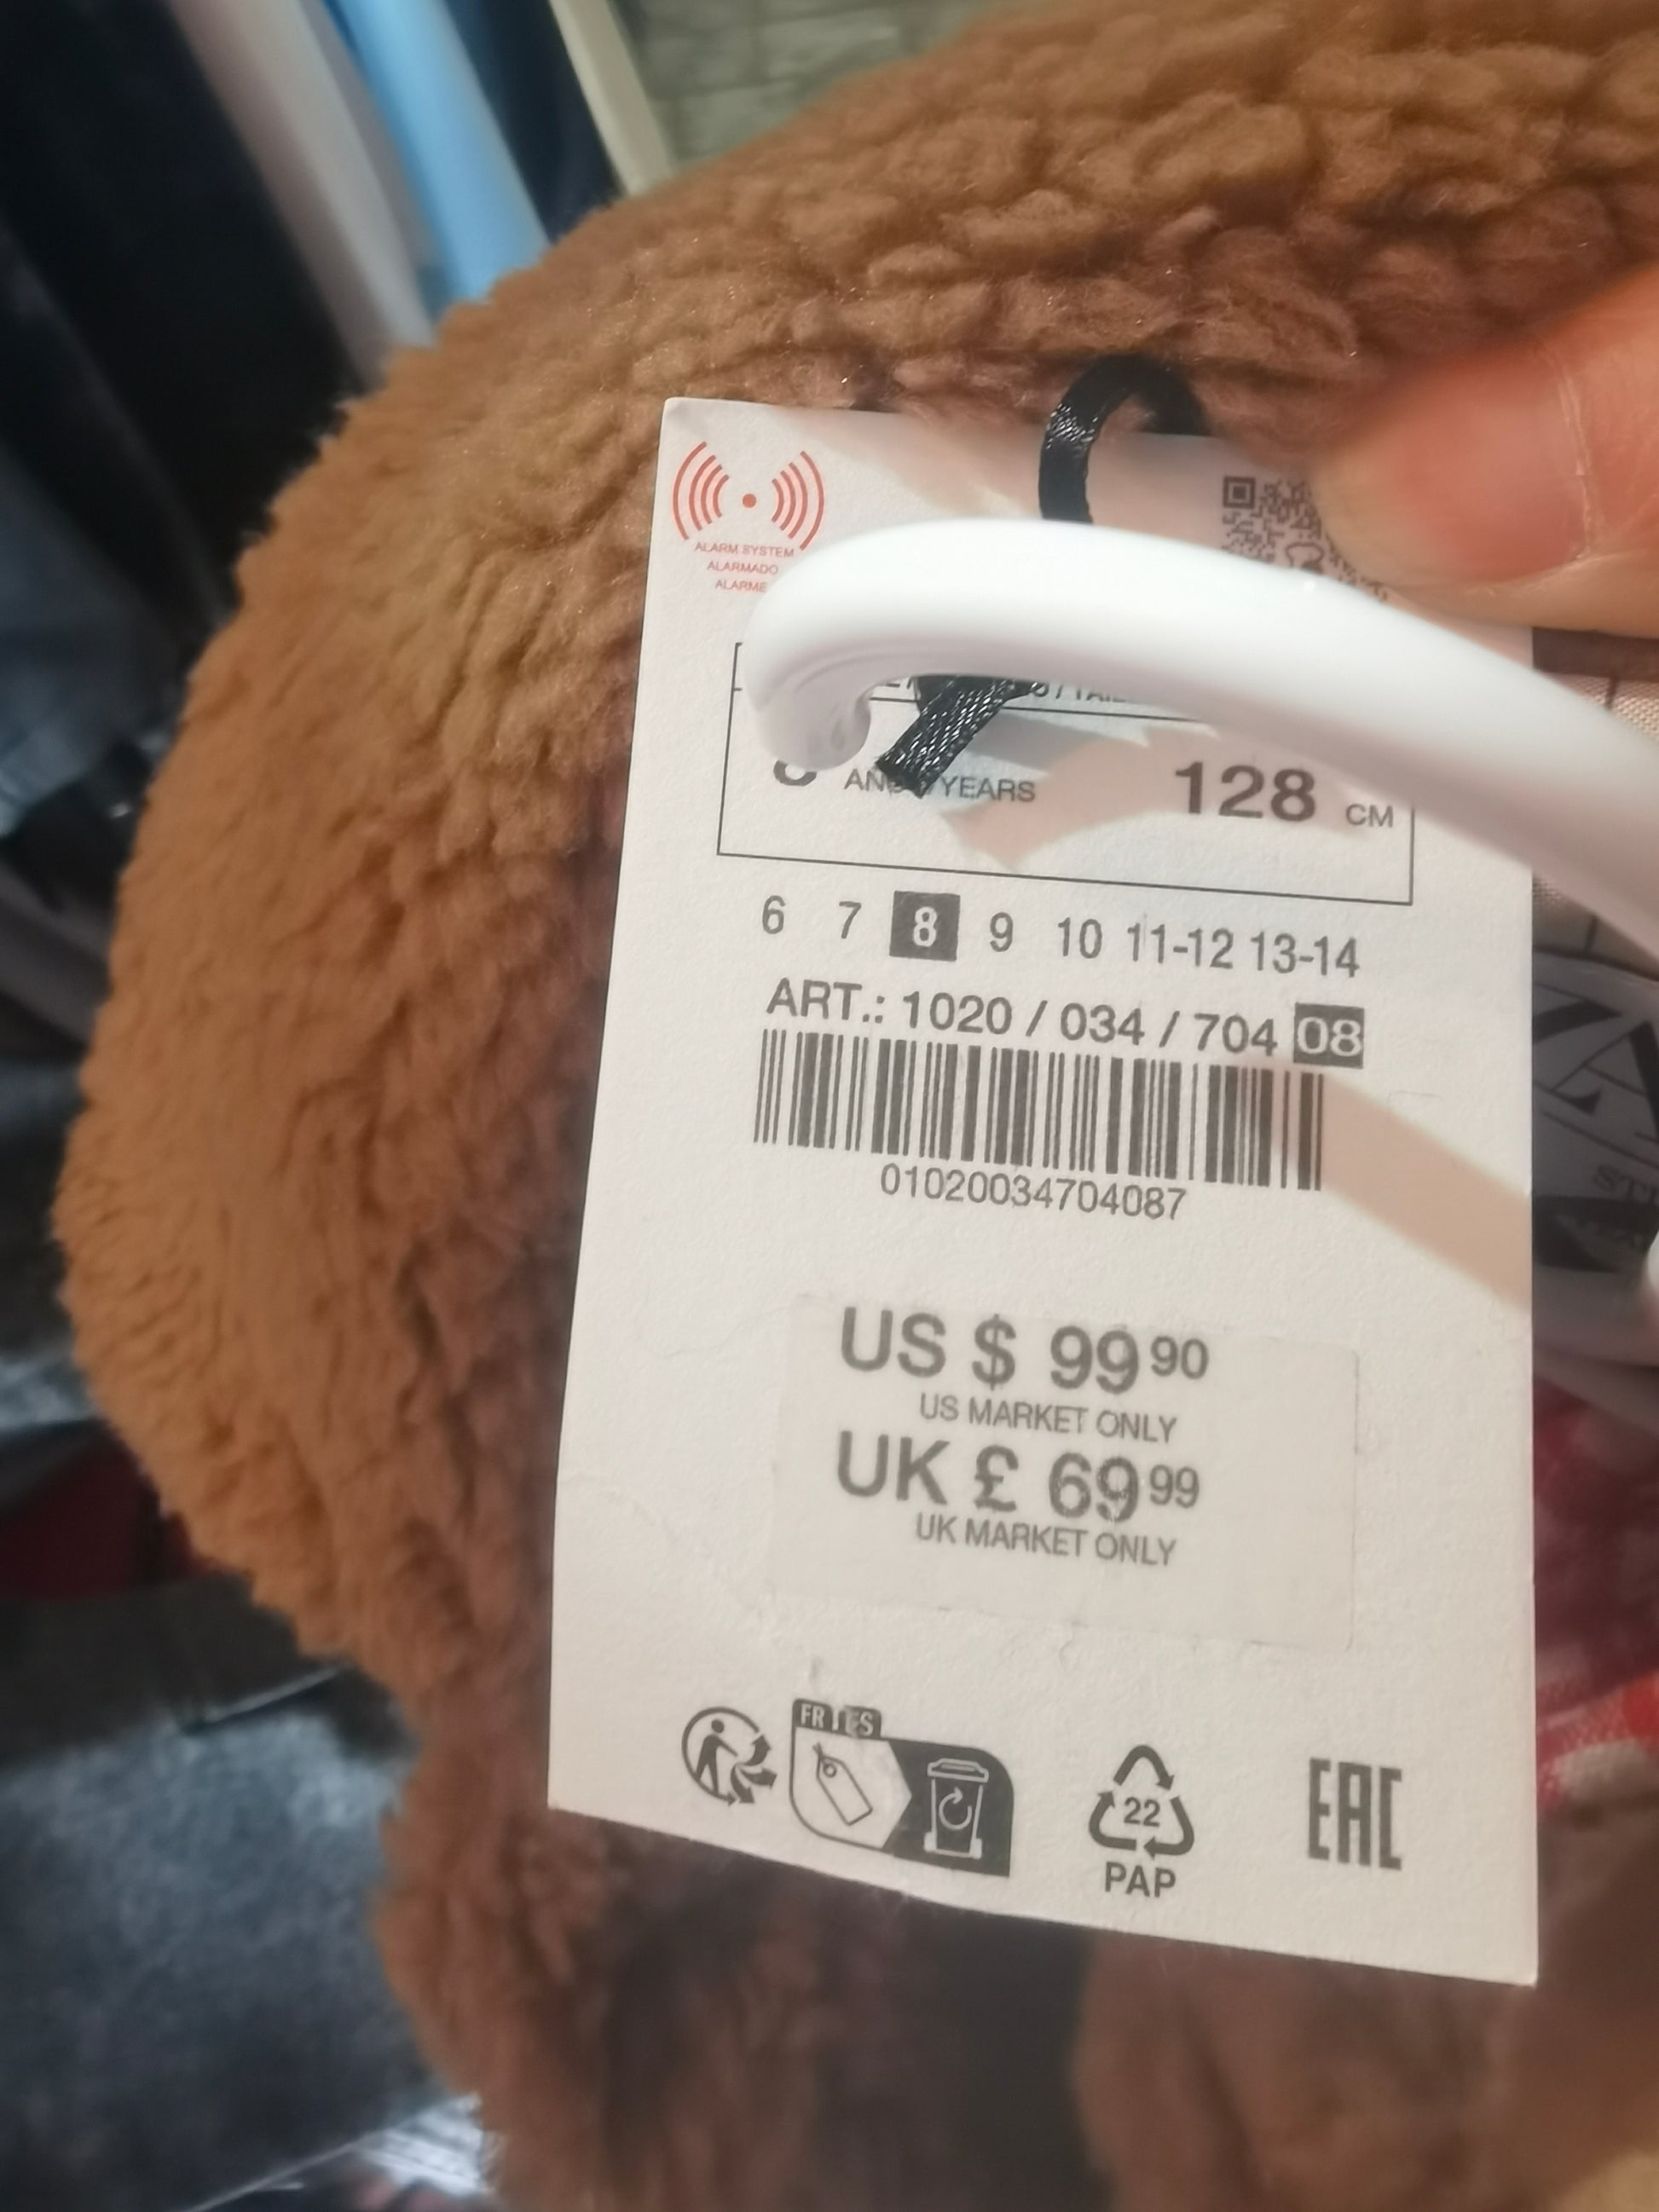 ALARM SYSTEM
ALARMADO
ALARME
8 YEARS 128 CM
6 7 8 9 10 11-12 13-14
ART.: 1020 / 034 / 704 08
01020034704087
US $ 99 90
US MARKET ONLY
UK £ 69 99
UK MARKET ONLY
FR ES
22
PAP
EAC